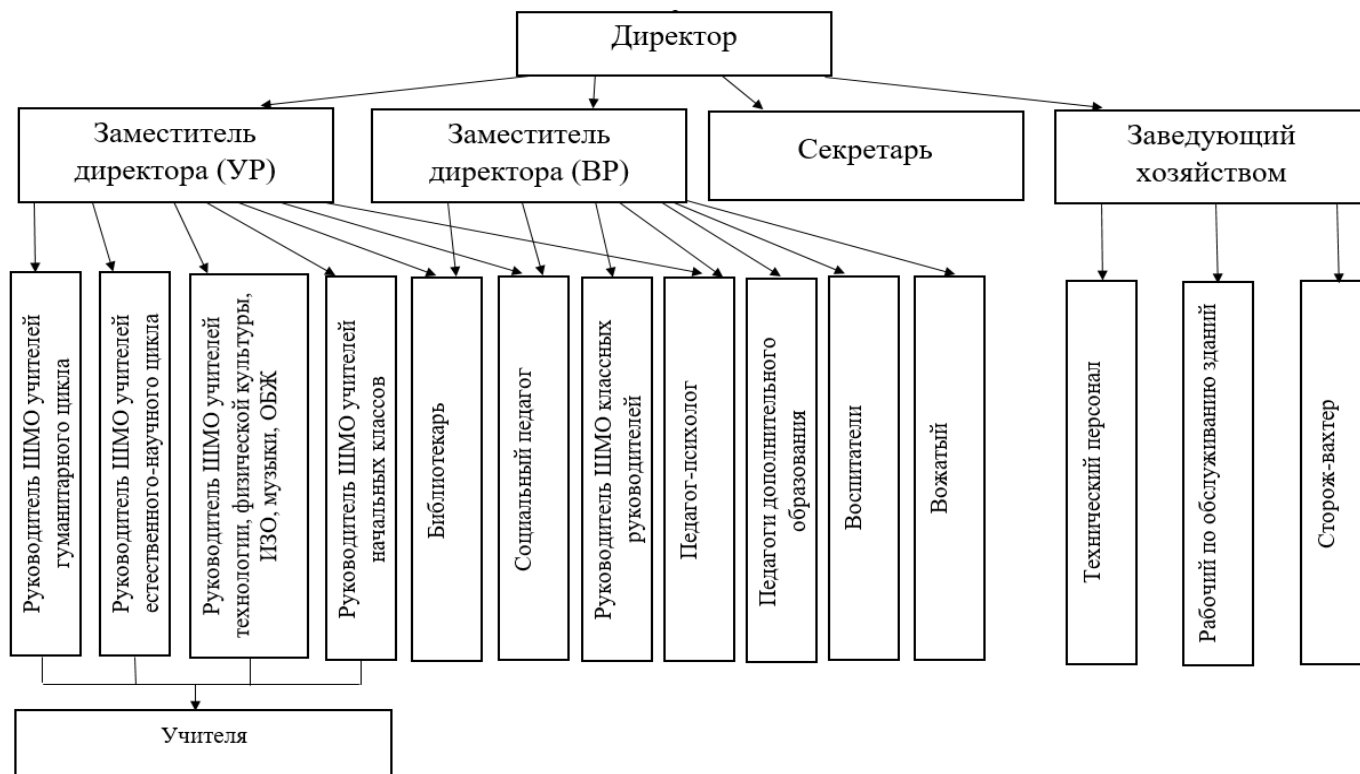 Директор
Заместитель
директора (УР)
Заместитель
директора (ВР)
Секретарь
Заведующий
хозяйством
Руководитель ШМО учителей
гуманитарного цикла
Руководитель ШМО учителей
естественного-научного цикла
Руководитель ШМО учителей
технологии, физической культуры,
ИЗО, музыки, ОБЖ
Руководитель ШМО учителей
начальных классов
Библиотекарь
Социальный педагог
Руководитель ШМО классных
руководителей
Педагог-психолог
Педагоги дополнительного
образования
Воспитатели
Вожатый
Технический персонал
Рабочий по обслуживанию зданий
Сторож-вахтер
Учителя